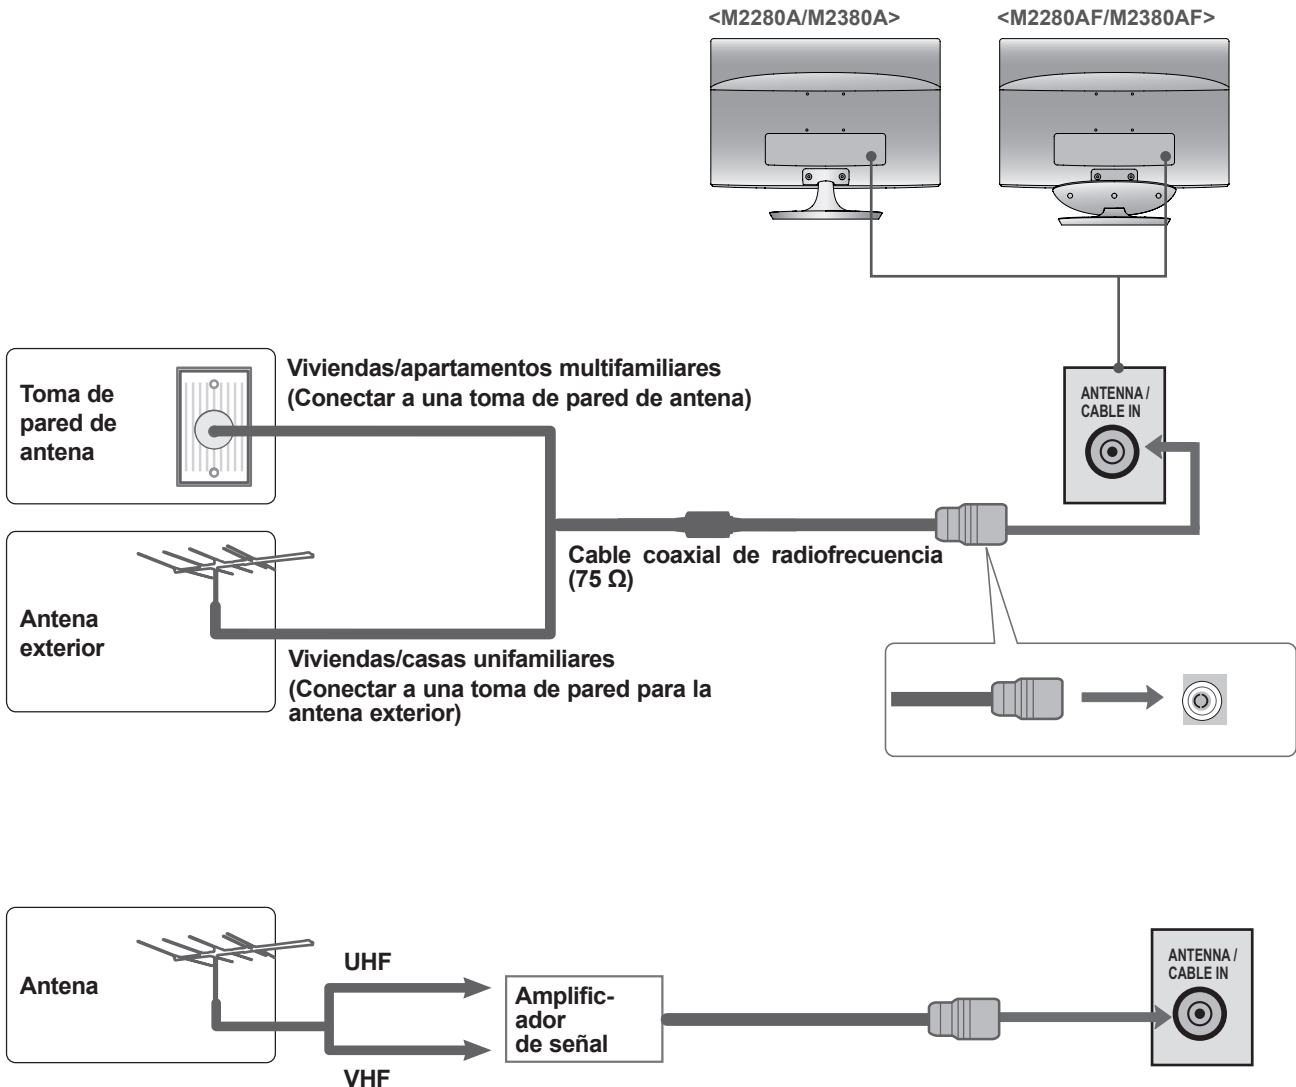 <M2280A/M2380A>
<M2280AF/M2380AF>
Toma de
pared de
antena
Viviendas/apartamentos multifamiliares
(Conectar a una toma de pared de antena)
ANTENNA /
CABLE IN
Cable coaxial de radiofrecuencia
(75 Ω)
Antena
exterior
Viviendas/casas unifamiliares
(Conectar a una toma de pared para la
antena exterior)
Antena
UHF
VHF
Amplific-
ador
de señal
ANTENNA /
CABLE IN